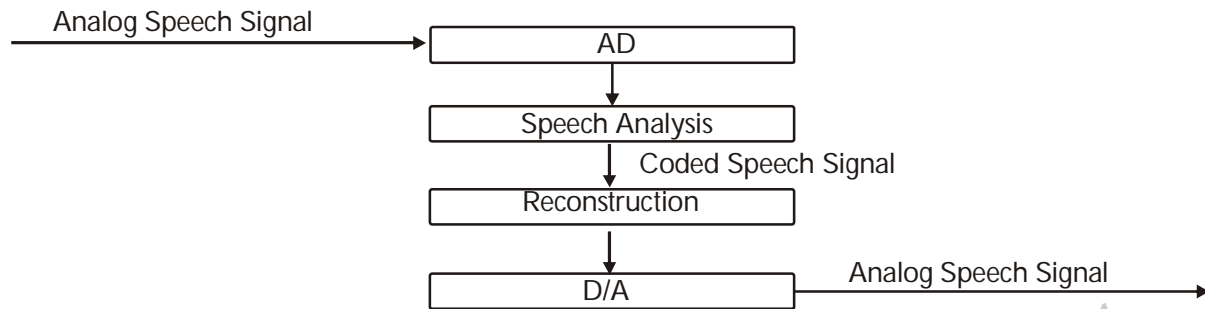 Analog Speech Signal
AD
Speech Analysis
Coded Speech Signal
Reconstruction
D/A
Analog Speech Signal